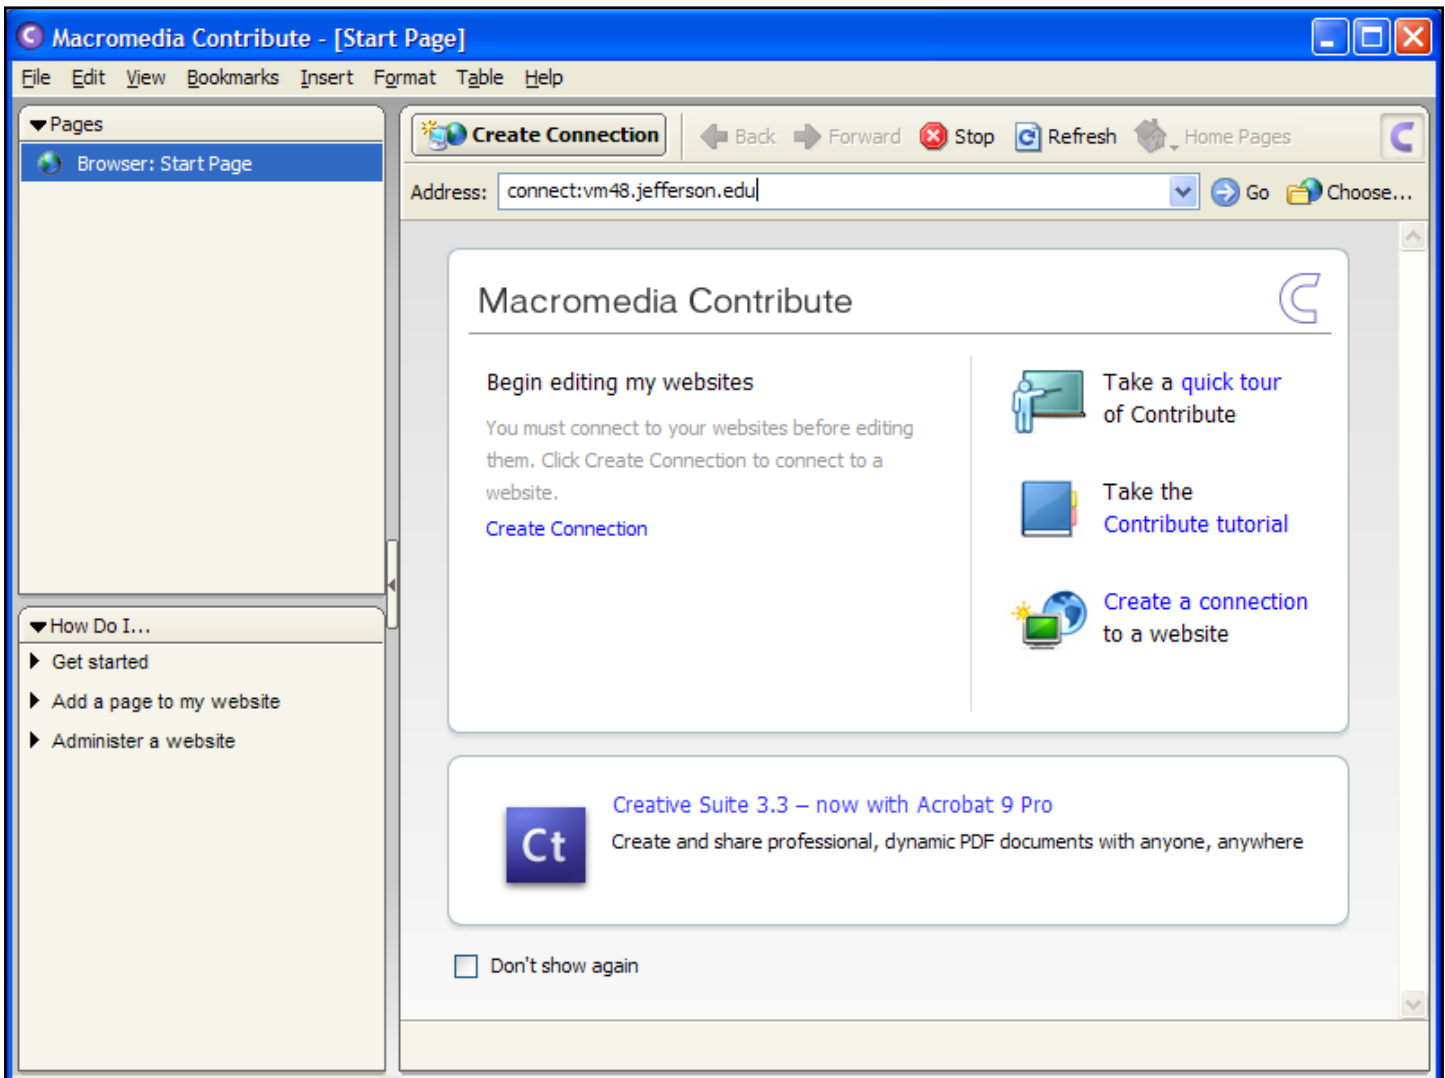 Macromedia Contribute - [Start Page]
File Edit View Bookmarks Insert Format Table Help
Pages
Browser: Start Page
How Do I...
Get started
Add a page to my website
Administer a website
Create Connection Back Forward Stop Refresh Home Pages
Address: connect:vm48.jefferson.edu Go Choose...
Macromedia Contribute
Begin editing my websites
You must connect to your websites before editing
them. Click Create Connection to connect to a
website.
Create Connection
Take a quick tour
of Contribute
Take the
Contribute tutorial
Create a connection
to a website
Ct
Creative Suite 3.3 – now with Acrobat 9 Pro
Create and share professional, dynamic PDF documents with anyone, anywhere
Don't show again